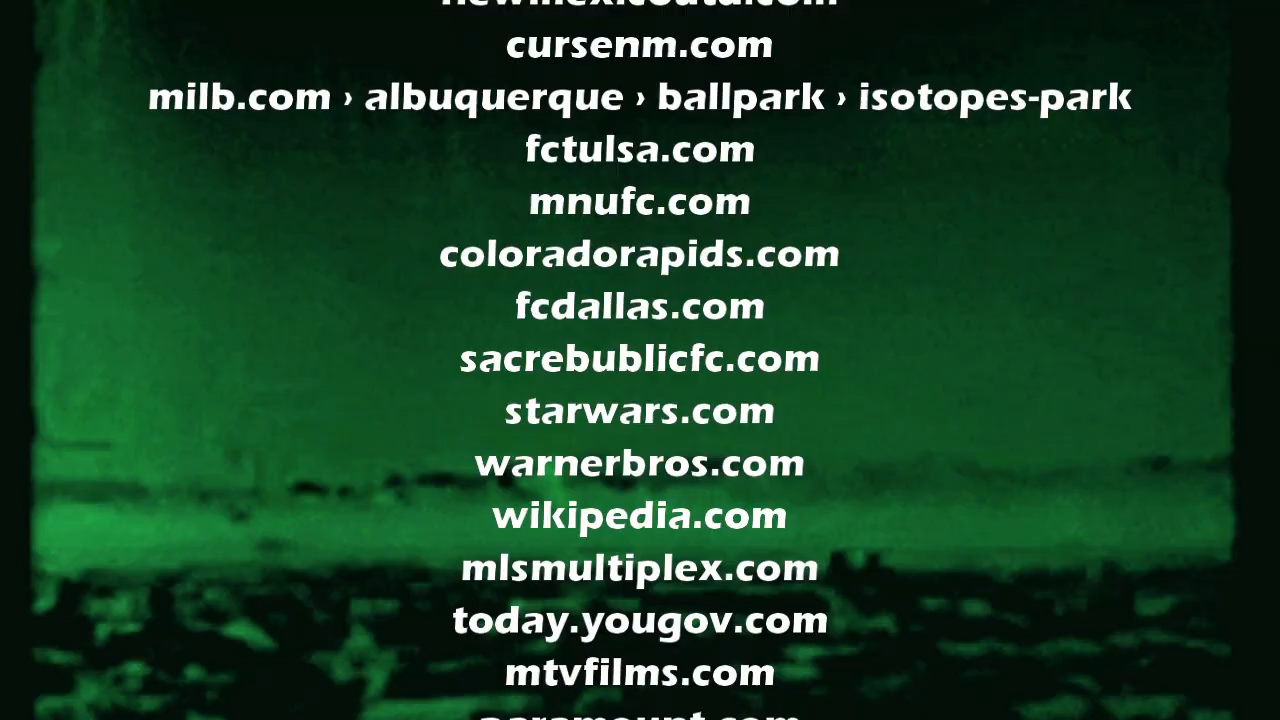 cursenm.com
milb.com › albuquerque › ballpark › isotopes-park
fctulsa.com
mnufc.com
coloradorapids.com
fcdallas.com
sacrebublicfc.com
starwars.com
warnerbros.com
wikipedia.com
mlsmultiplex.com
today.yougov.com
mtvfilms.com